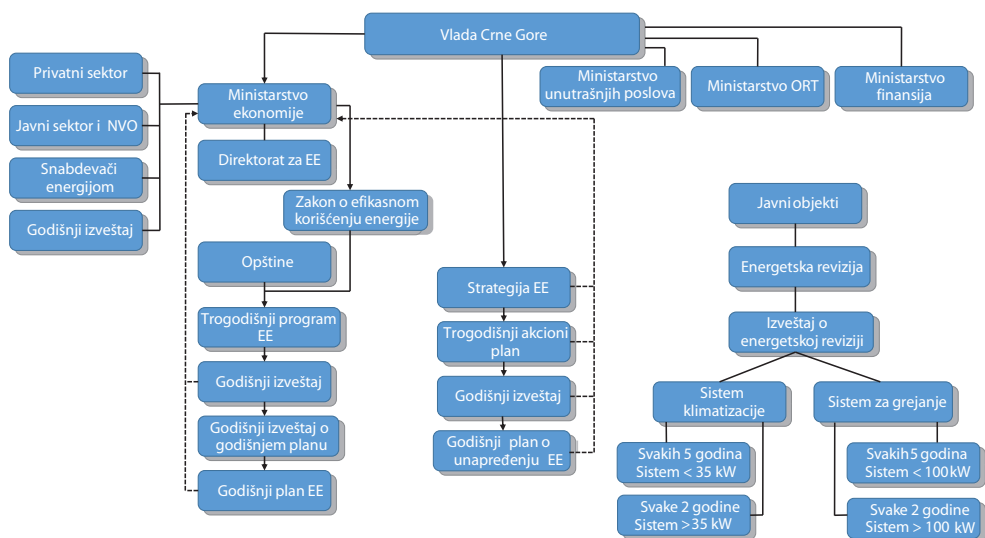 Vlada Crne Gore
Privatni sektor
Javni sektor i NVO
Snabdevači
energijom
Godišnji izveštaj
Ministarstvo
ekonomije
Direktorat za EE
Zakon o efikasnom
korišćenju energije
Opštine
Trogodišnji program
EE
Godišnji izveštaj
Godišnji izveštaj o
godišnjem planu
Godišnji plan EE
Strategija EE
Trogodišnji akcioni
plan
Godišnji izveštaj
Godišnji plan o
unapređenju EE
Ministarstvo
unutrašnjih poslova
Ministarstvo ORT
Ministarstvo
finansija
Javni objekti
Energetska revizija
Izveštaj o
energetskoj reviziji
Sistem
klimatizacije
Svakih 5 godina
Sistem < 35 kW
Svake 2 godine
Sistem >35 kW
Sistem za grejanje
Svakih 5 godina
Sistem < 100 kW
Svake 2 godine
Sistem > 100 kW